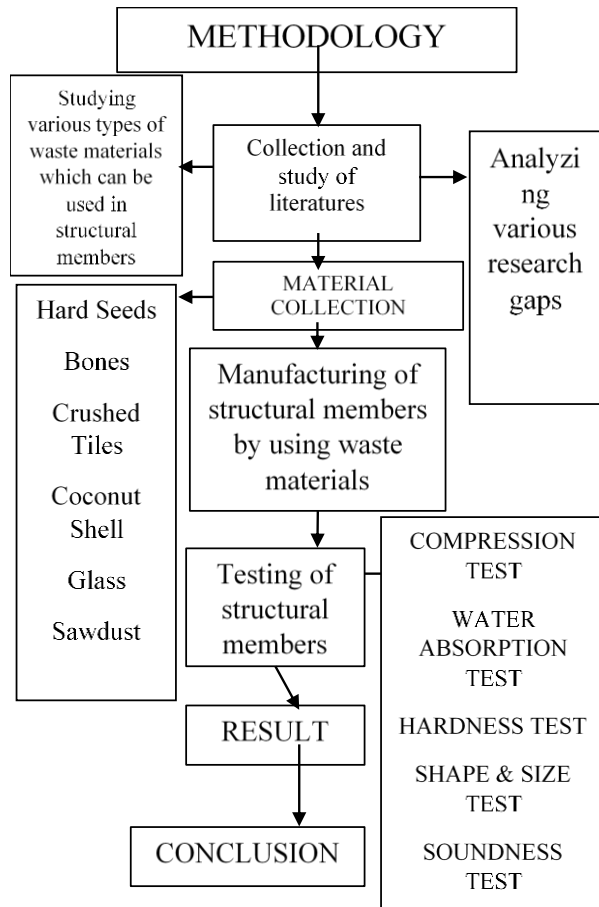 METHODOLOGY
Studying
various types of
waste materials
which can be
used in
structural
members
Collection and
study of
literatures
Analyzi
ng
various
research
gaps
MATERIAL
COLLECTION
Hard Seeds
Bones
Crushed
Tiles
Coconut
Shell
Glass
Sawdust
Manufacturing of
structural members
by using waste
materials
Testing of
structural
members
COMPRESSION
TEST
WATER
ABSORPTION
TEST
HARDNESS TEST
SHAPE & SIZE
TEST
SOUNDNESS
TEST
RESULT
CONCLUSION